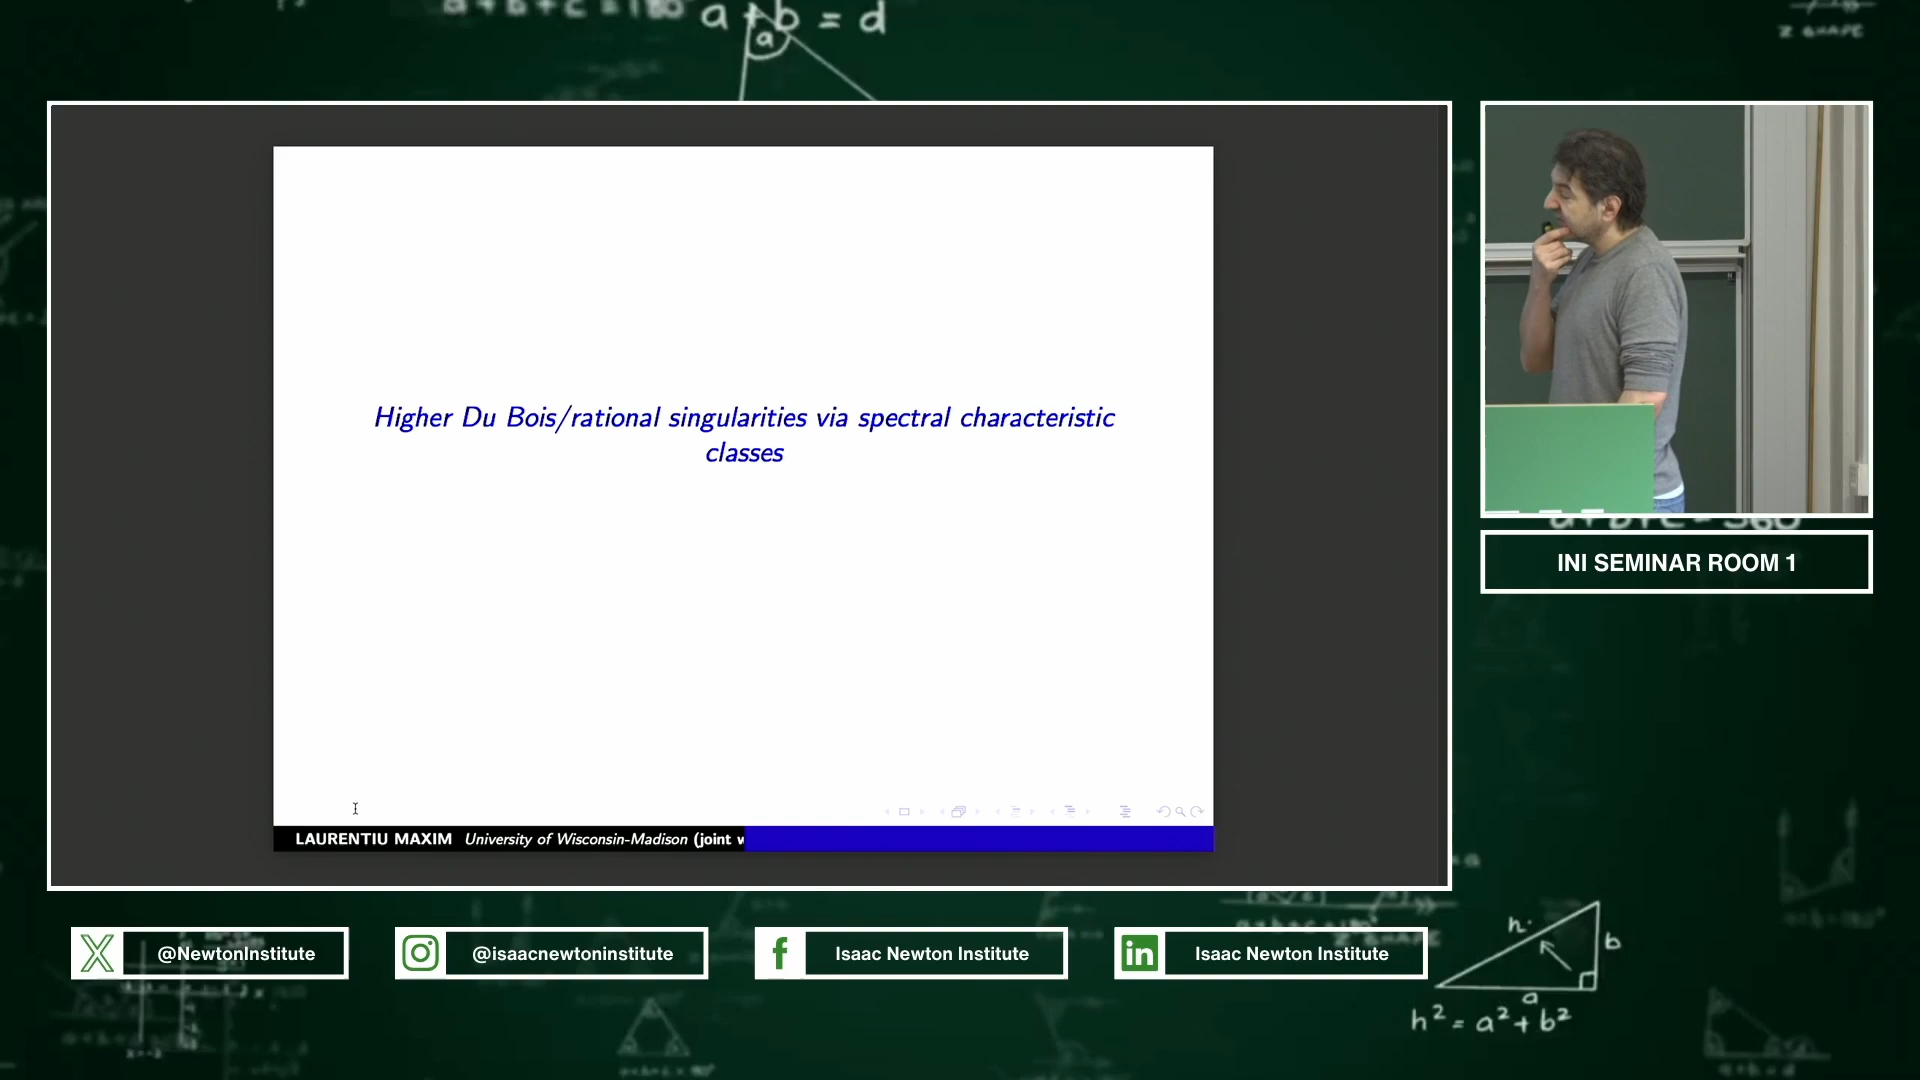 a + b = d
a
Z SHAPE
Higher Du Bois/rational singularities via spectral characteristic
classes
LAURENTIU MAXIM University of Wisconsin-Madison (joint w
INI SEMINAR ROOM 1
@NewtonInstitute
@isaacnewtoninstitute
Isaac Newton Institute
Isaac Newton Institute
h
b
a
h² = a² + b²